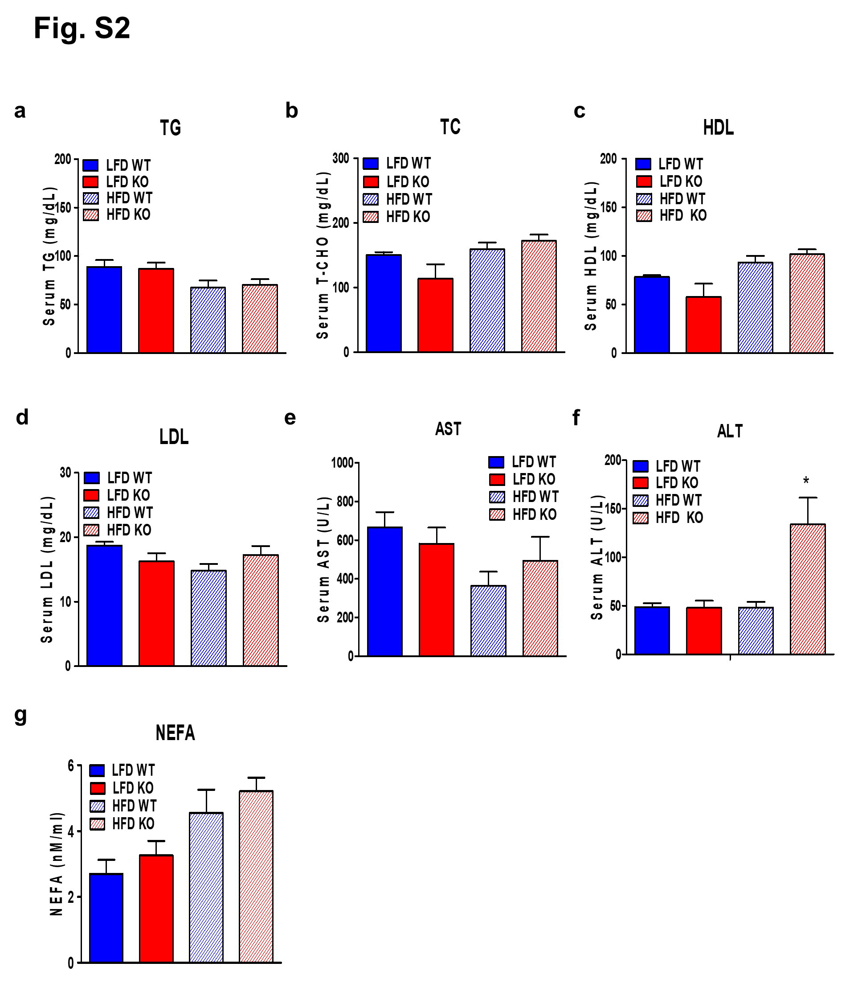 Fig. S2
a
TG
Serum TG (mg/dL)
200
150
100
50
0
LFD WT
LFD KO
HFD WT
HFD KO
b
TC
Serum T-CHO (mg/dL)
300
200
100
0
LFD WT
LFD KO
HFD WT
HFD KO
c
HDL
Serum HDL (mg/dL)
200
150
100
50
0
LFD WT
LFD KO
HFD WT
HFD KO
d
LDL
Serum LDL (mg/dL)
30
20
10
0
LFD WT
LFD KO
HFD WT
HFD KO
e
AST
Serum AST (U/L)
1000
800
600
400
200
0
LFD WT
LFD KO
HFD WT
HFD KO
f
ALT
Serum ALT (U/L)
200
150
100
50
0
LFD WT
LFD KO
HFD WT
HFD KO
*
g
NEFA
NEFA (nM/ml)
6
4
2
0
LFD WT
LFD KO
HFD WT
HFD KO